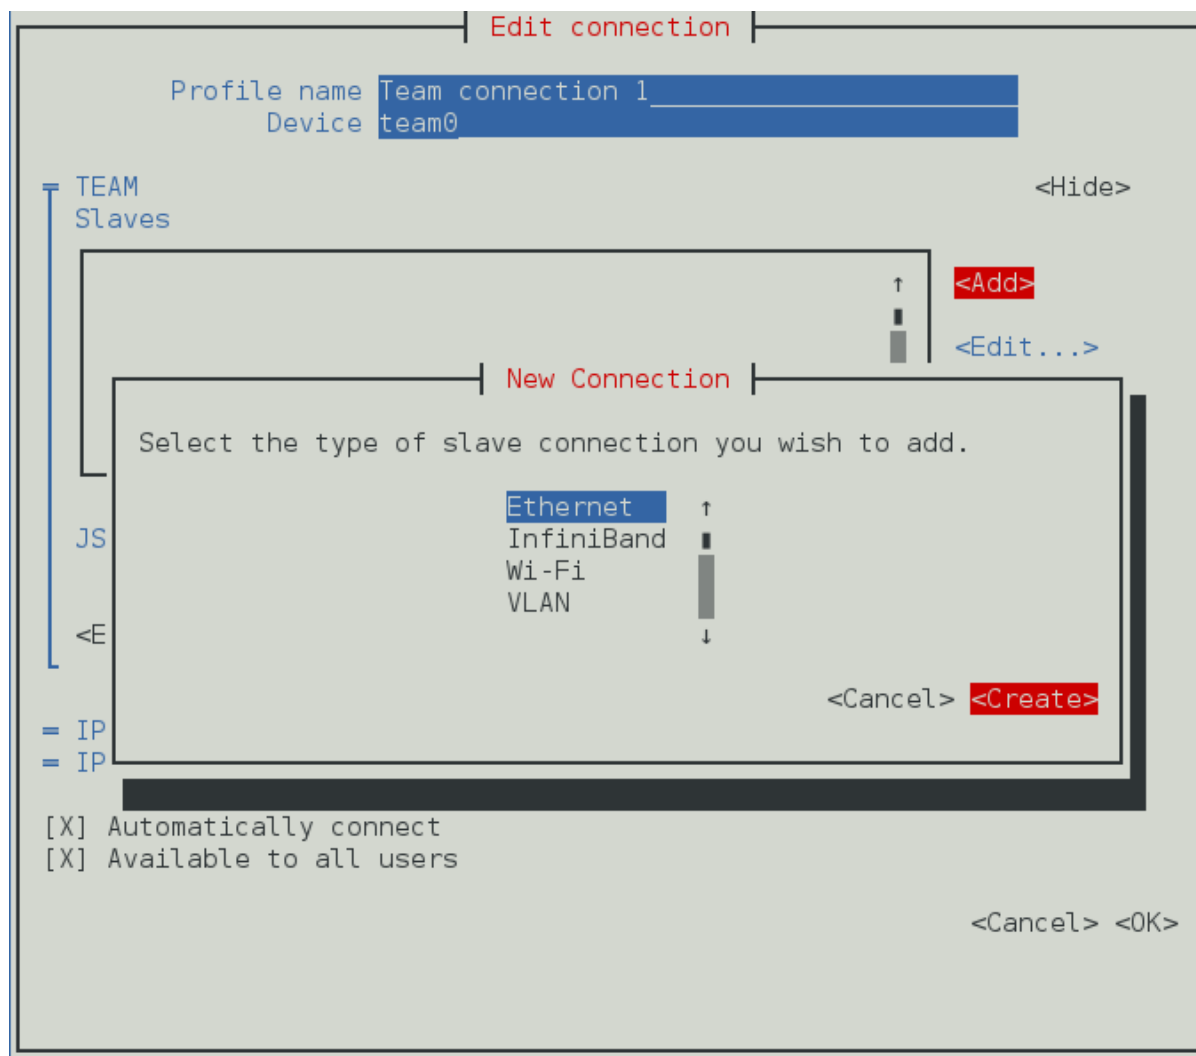 Edit connection
Profile name Team connection 1
Device team0
TEAM <Hide>
Slaves
<Add>
<Edit...>
New Connection
Select the type of slave connection you wish to add.
Ethernet
InfiniBand
JS
Wi-Fi
VLAN
<E
<Cancel> <Create>
IP
IP
[X] Automatically connect
[X] Available to all users
<Cancel> <OK>